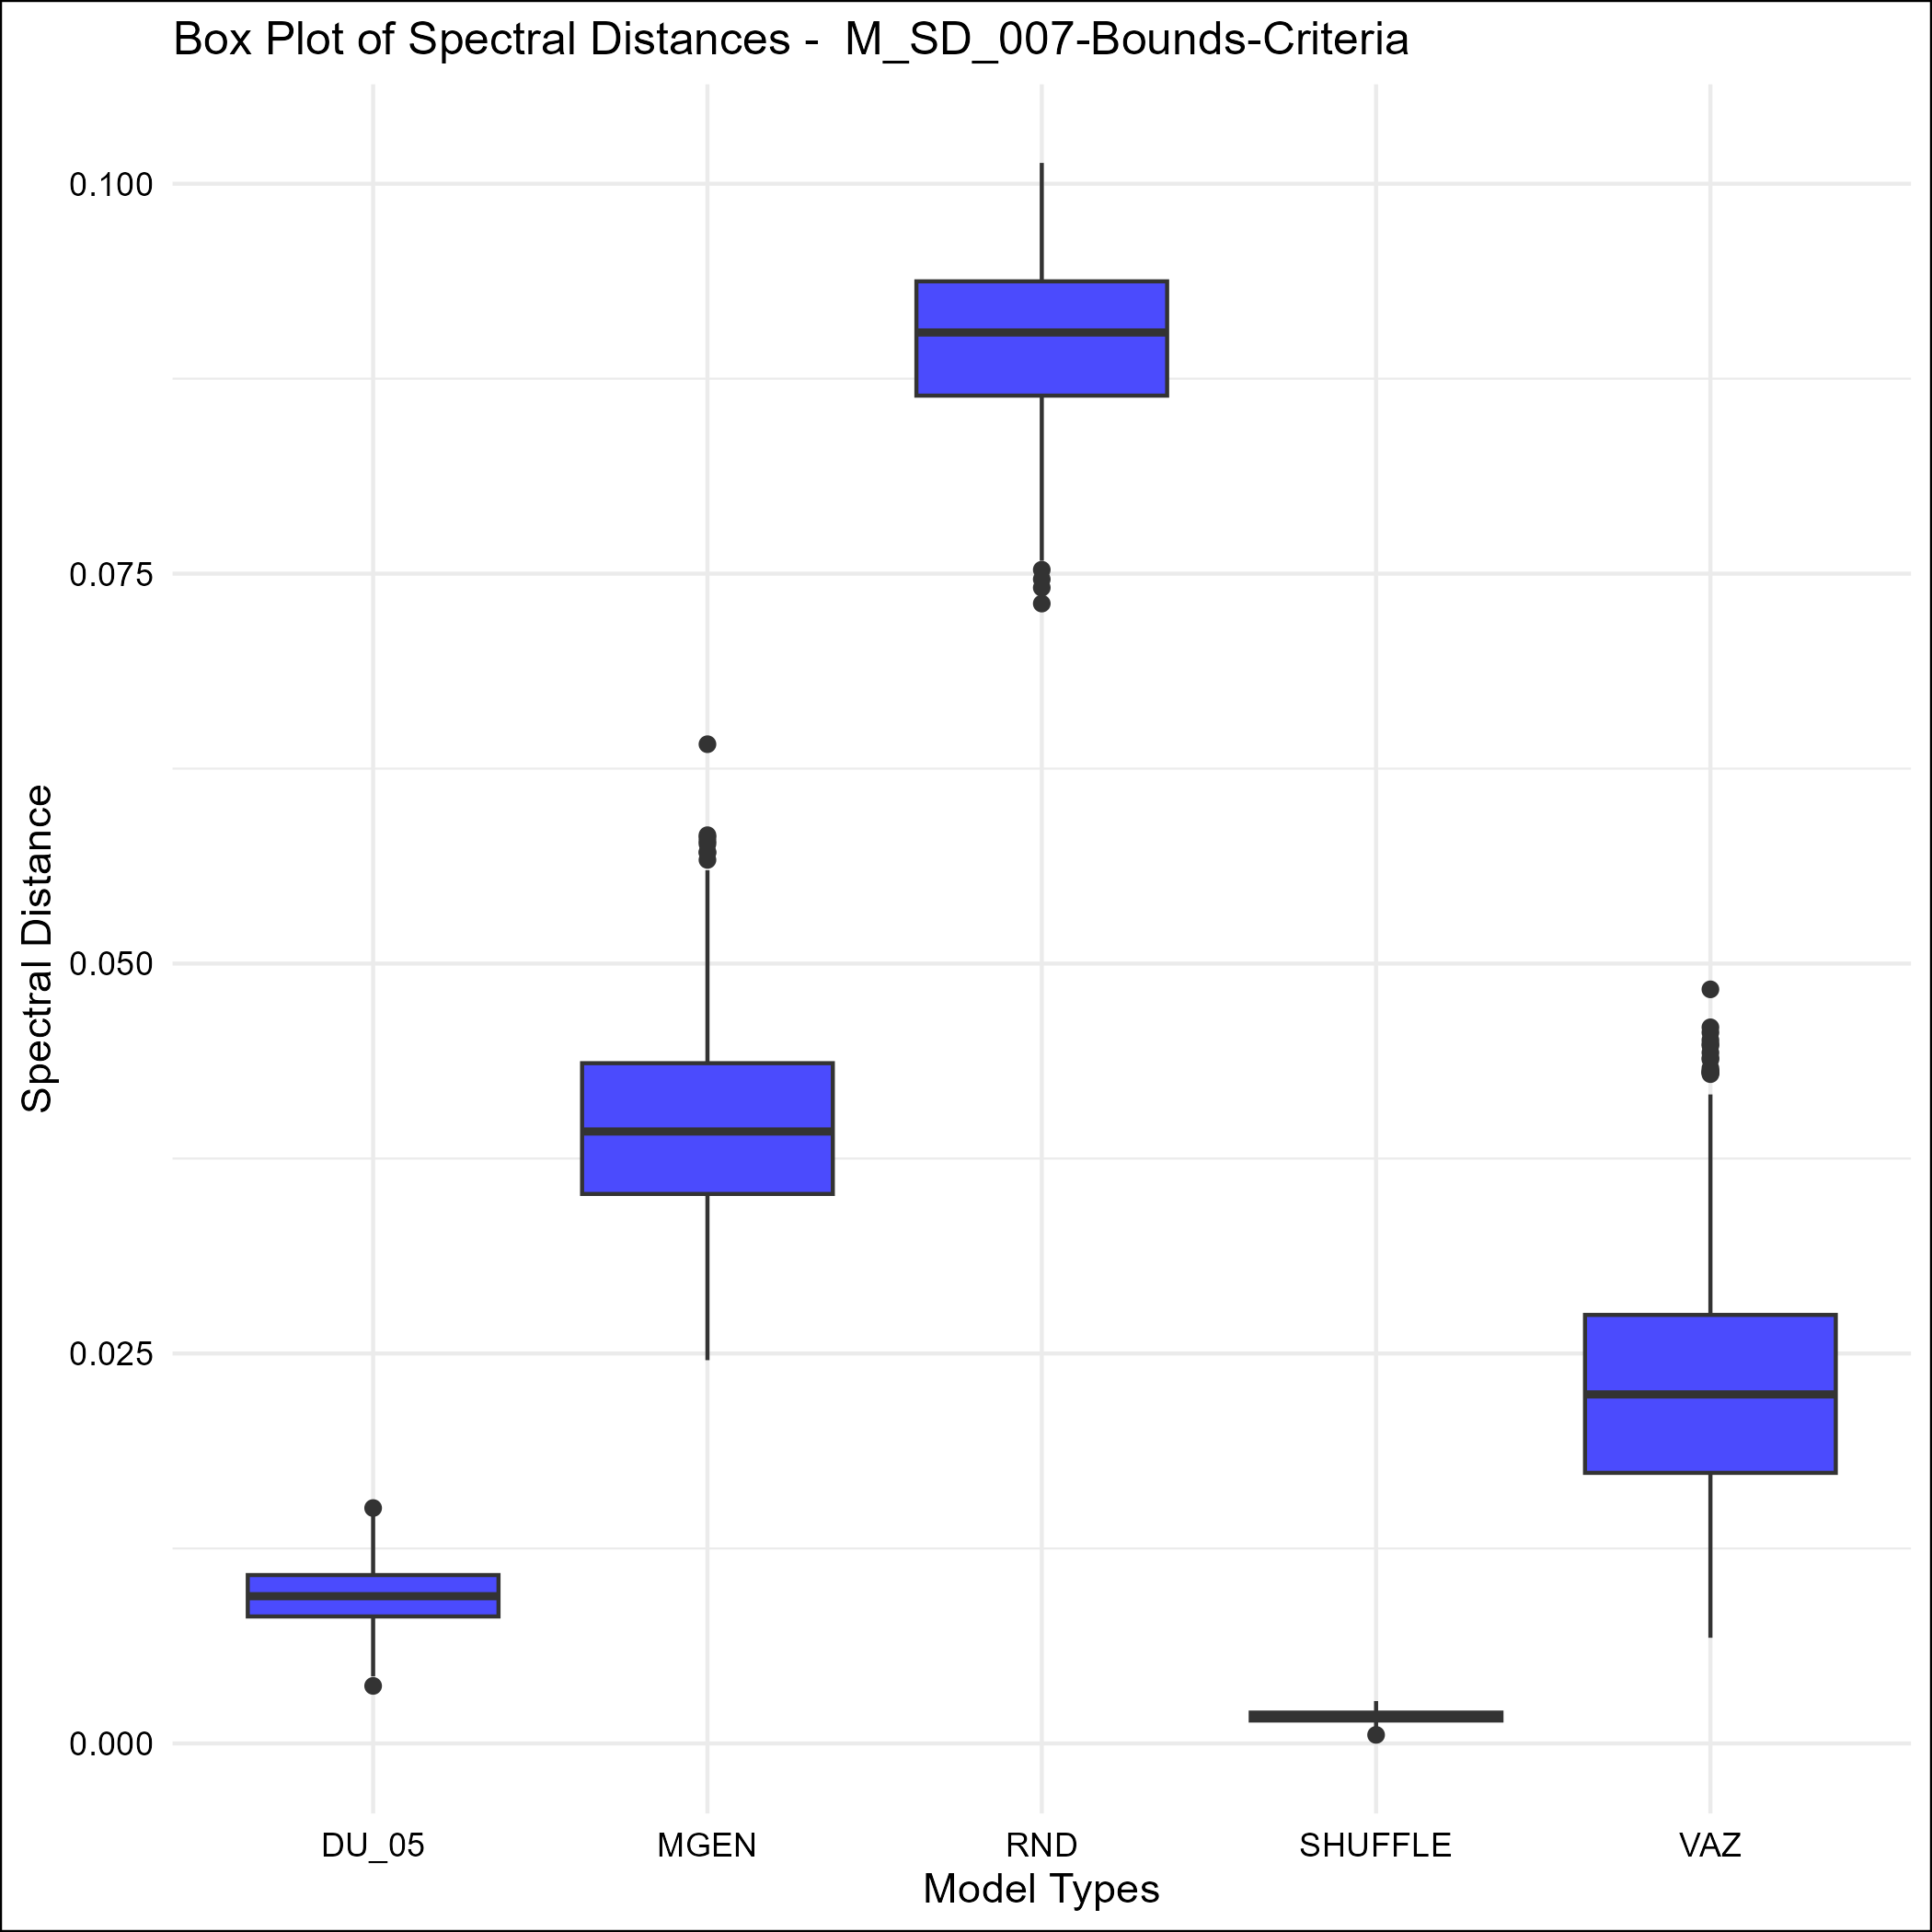 Box Plot of Spectral Distances -  M_SD_007-Bounds-Criteria
Spectral Distance
0.100
0.075
0.050
0.025
0.000
DU_05 MGEN RND SHUFFLE VAZ
Model Types